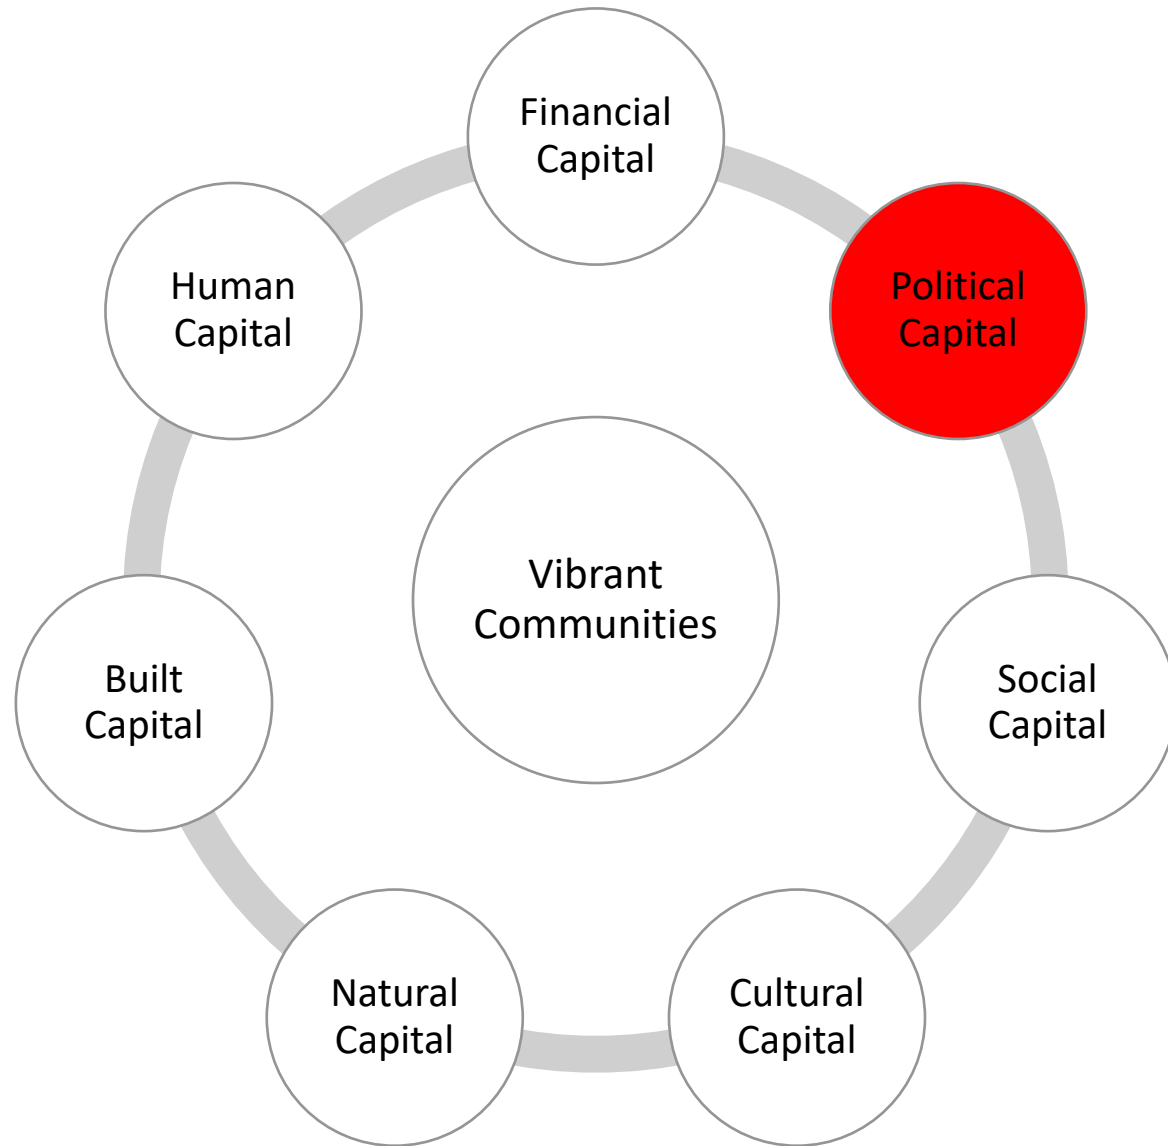 Financial
Capital
Political
Capital
Social
Capital
Cultural
Capital
Natural
Capital
Built
Capital
Human
Capital
Vibrant
Communities